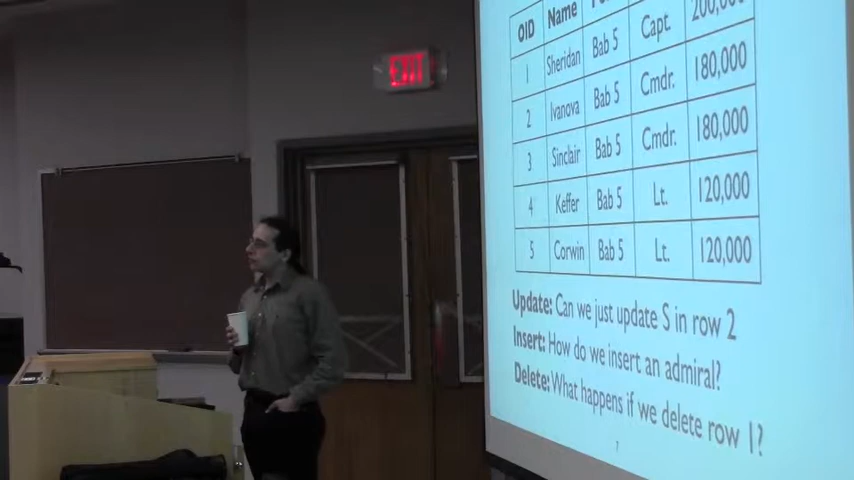 EXIT
OID Name
1 Sheridan Bab 5 Capt. 200,000
2 Ivanova Bab 5 Cmdr. 180,000
3 Sinclair Bab 5 Cmdr. 180,000
4 Keffer Bab 5 Lt. 120,000
5 Corwin Bab 5 Lt. 120,000
Update: Can we just update S in row 2
Insert: How do we insert an admiral?
Delete: What happens if we delete row 1?
7